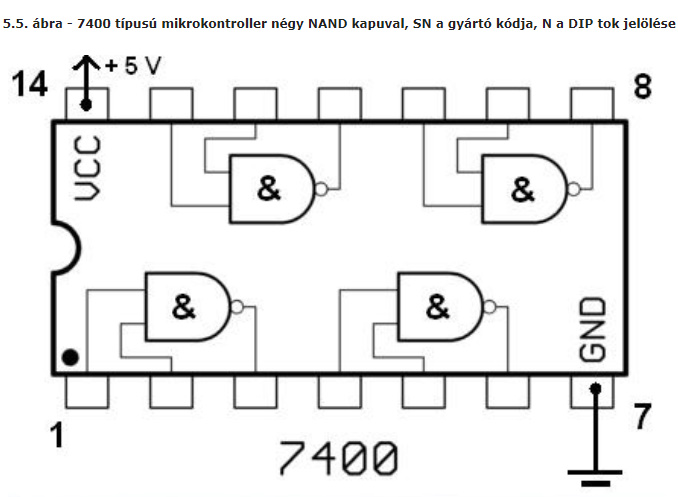 5.5. ábra - 7400 típusú mikrokontroller négy NAND kapuval, SN a gyártó kódja, N a DIP tok jelölése
14 + 5 V 8
VCC
& &
& &
GND
1 7
7400